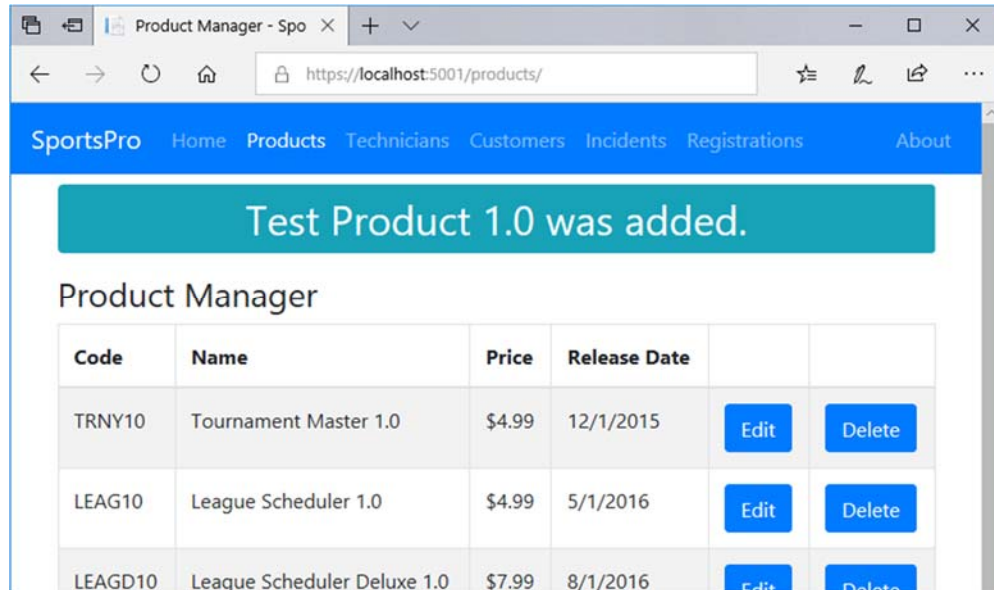 Product Manager - Spo
https://localhost:5001/products/
SportsPro Home Products Technicians Customers Incidents Registrations About
Test Product 1.0 was added.
Product Manager
Code Name Price Release Date
TRNY10 Tournament Master 1.0 $4.99 12/1/2015 Edit Delete
LEAG10 League Scheduler 1.0 $4.99 5/1/2016 Edit Delete
LEAGD10 League Scheduler Deluxe 1.0 $7.99 8/1/2016 Edit Delete